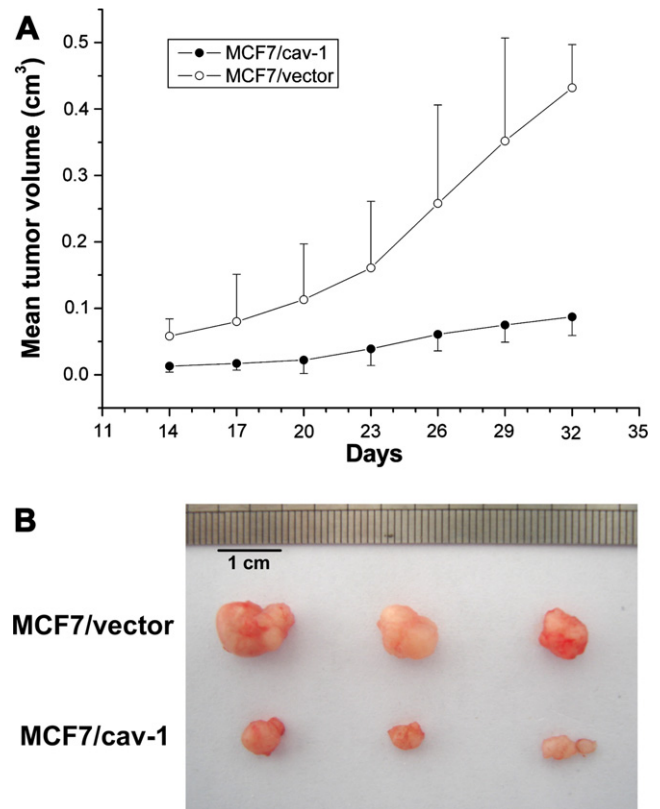 A
MCF7/cav-1
MCF7/vector
Mean tumor volume (cm³)
0.5
0.4
0.3
0.2
0.1
0.0
11 14 17 20 23 26 29 32 35
Days
B
1 cm
MCF7/vector
MCF7/cav-1